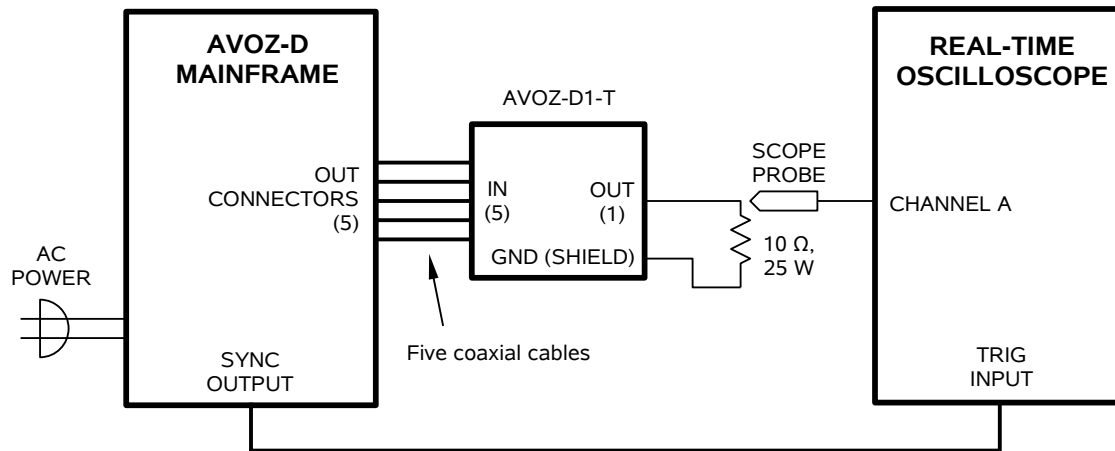 AVOZ-D
MAINFRAME
OUT
CONNECTORS
(5)
AC
POWER
SYNC
OUTPUT
Five coaxial cables
AVOZ-D1-T
IN
(5)
OUT
(1)
GND (SHIELD)
SCOPE
PROBE
10 Ω,
25 W
REAL-TIME
OSCILLOSCOPE
CHANNEL A
TRIG
INPUT